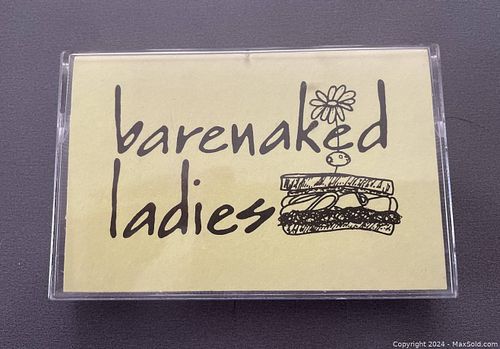 barenaked
ladies
Copyright 2024 - MaxSold.com